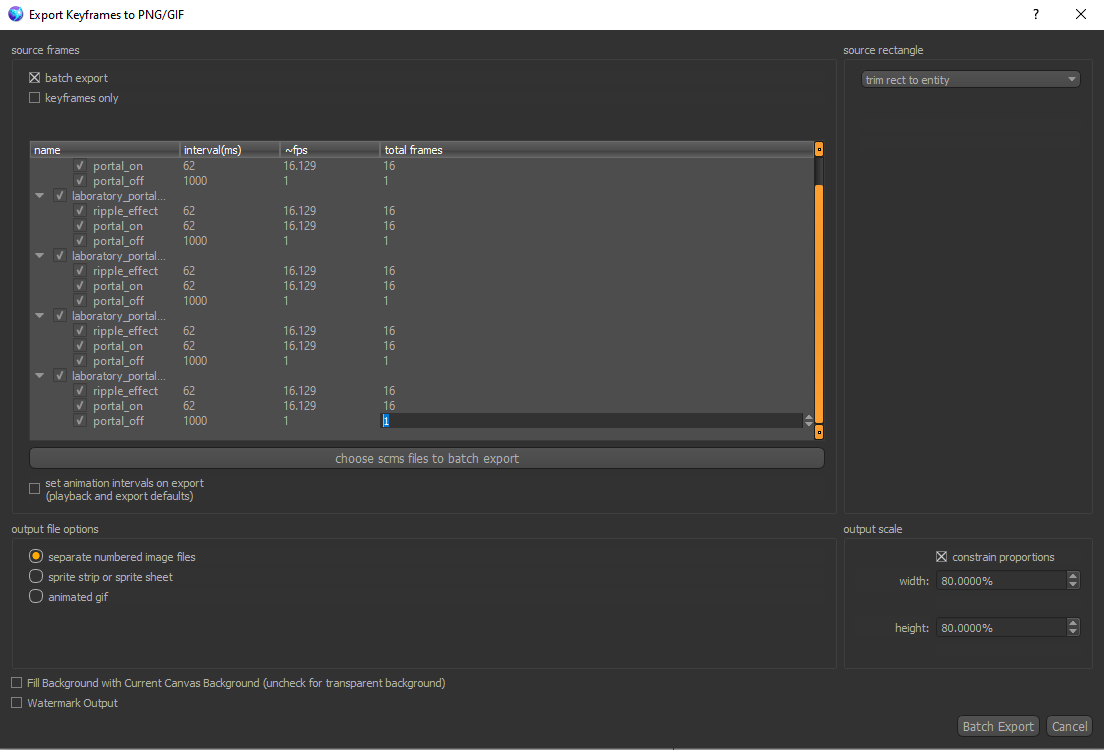 Export Keyframes to PNG/GIF
?
source frames
source rectangle
batch export
trim rect to entity
keyframes only
name interval(ms) ~fps total frames
portal_on 62 16.129 16
portal_off 1000 1 1
laboratory_portal...
ripple_effect 62 16.129 16
portal_on 62 16.129 16
portal_off 1000 1 1
laboratory_portal...
ripple_effect 62 16.129 16
portal_on 62 16.129 16
portal_off 1000 1 1
laboratory_portal...
ripple_effect 62 16.129 16
portal_on 62 16.129 16
portal_off 1000 1 1
laboratory_portal...
ripple_effect 62 16.129 16
portal_on 62 16.129 16
portal_off 1000 1 1
choose scms files to batch export
set animation intervals on export
(playback and export defaults)
output file options
output scale
separate numbered image files
constrain proportions
sprite strip or sprite sheet
width: 80.0000%
animated gif
height: 80.0000%
Fill Background with Current Canvas Background (uncheck for transparent background)
Watermark Output
Batch Export Cancel